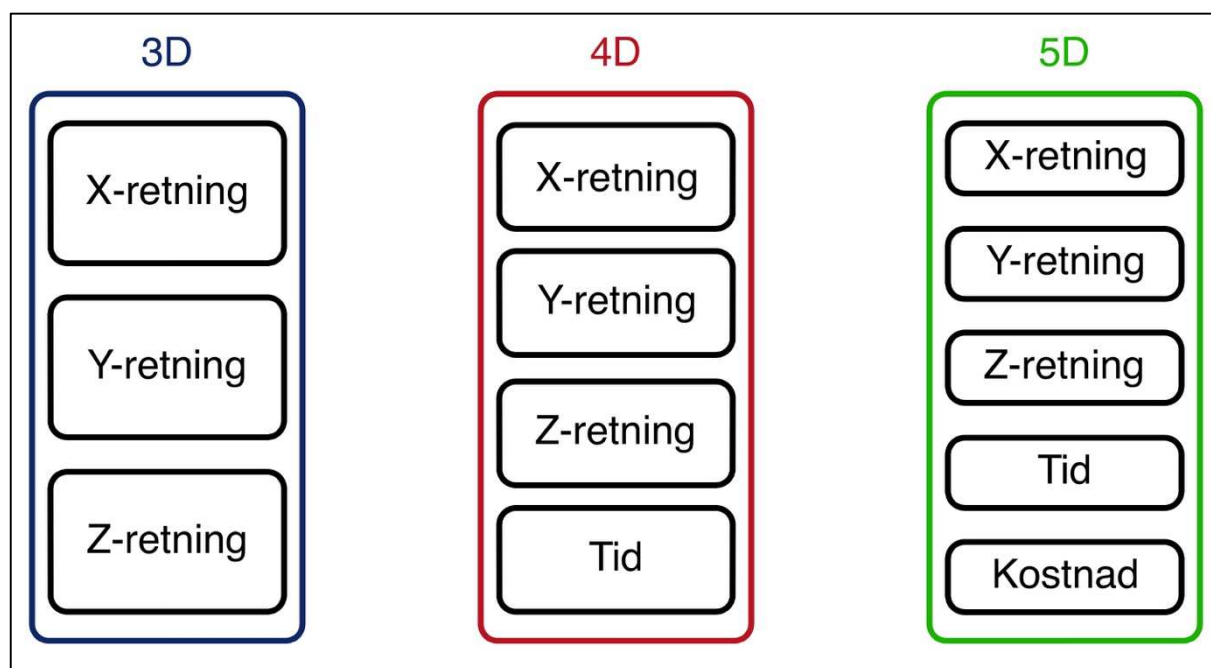 3D
X-retning
Y-retning
Z-retning
4D
X-retning
Y-retning
Z-retning
Tid
5D
X-retning
Y-retning
Z-retning
Tid
Kostnad